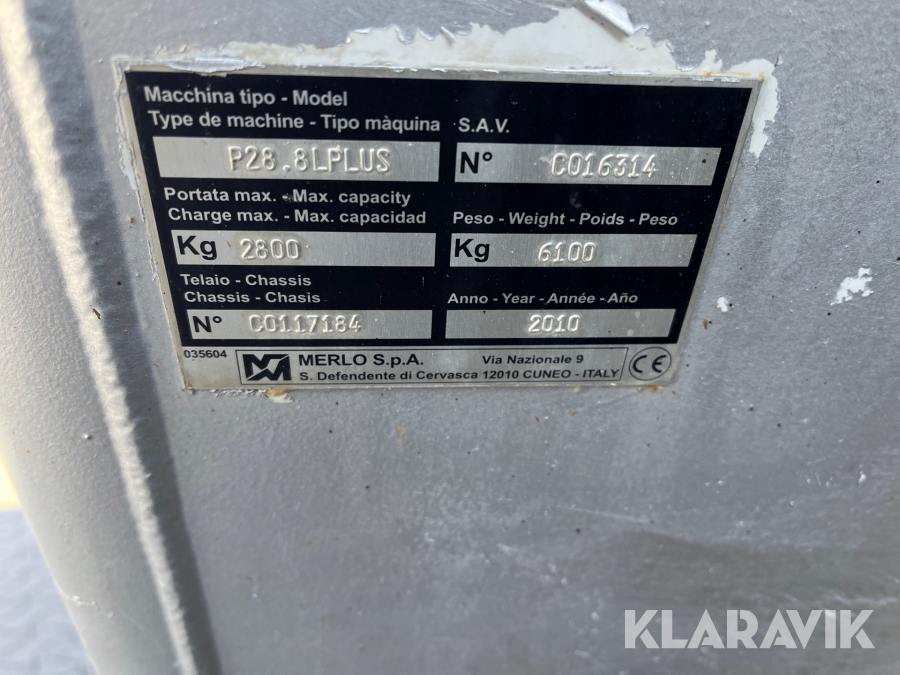 Macchina tipo - Model
Type de machine - Tipo màquina
P28.8LPLUS
S.A.V.
N° C016314
Portata max. - Max. capacity
Charge max. - Max. capacidad
Kg 2800
Peso - Weight - Poids - Peso
Kg 6100
Telaio - Chassis
Chassis - Chasis
N° C0117184
Anno - Year - Année - Año
2010
035604
MERLO S.p.A. Via Nazionale 9
S. Defendente di Cervasca 12010 CUNEO - ITALY
CE
KLARAVIK